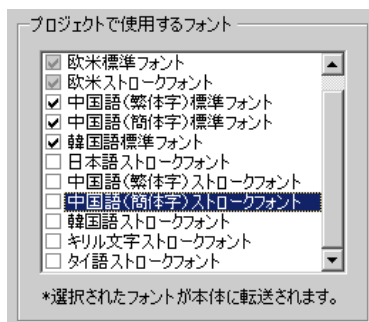 プロジェクトで使用するフォント
欧米標準フォント
欧米ストロークフォント
中国語(繁体字)標準フォント
中国語(簡体字)標準フォント
韓国語標準フォント
日本語ストロークフォント
中国語(繁体字)ストロークフォント
中国語(簡体字)ストロークフォント
韓国語ストロークフォント
キリル文字ストロークフォント
タイ語ストロークフォント
*選択されたフォントが本体に転送されます。